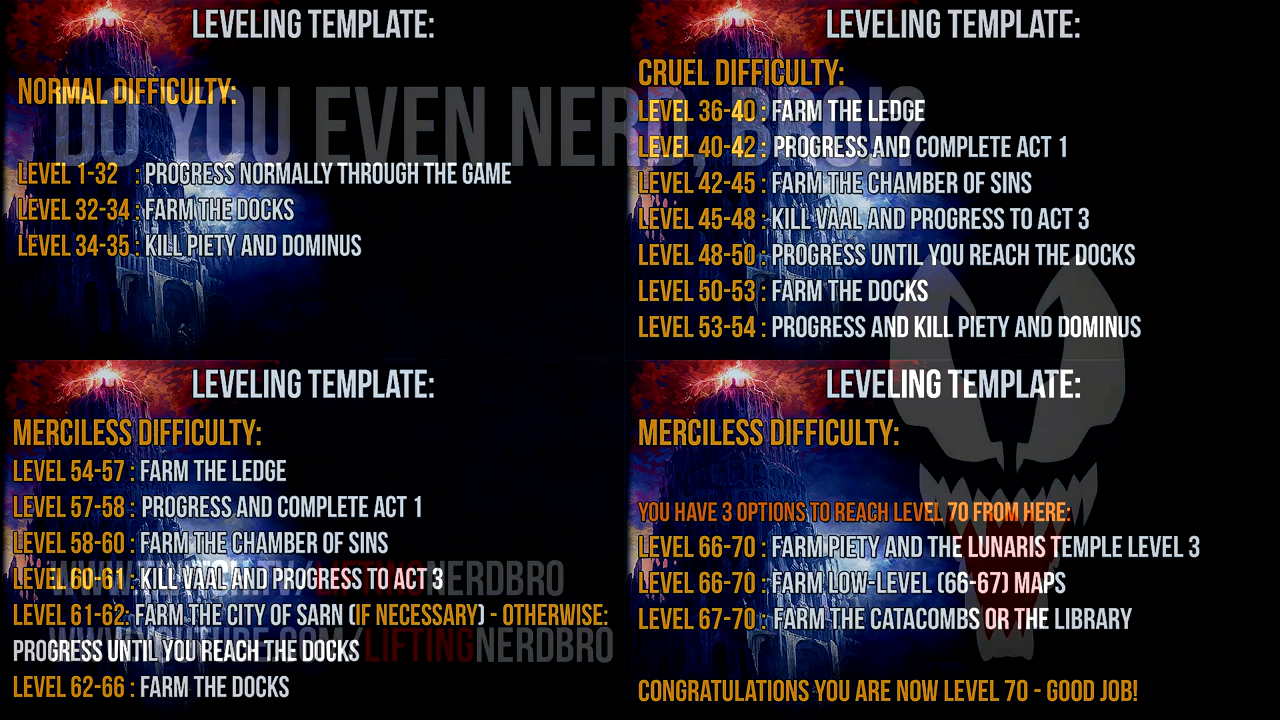 LEVELING TEMPLATE:
NORMAL DIFFICULTY:
LEVEL 1-32 : PROGRESS NORMALLY THROUGH THE GAME
LEVEL 32-34 : FARM THE DOCKS
LEVEL 34-35 : KILL PIETY AND DOMINUS
LEVELING TEMPLATE:
CRUEL DIFFICULTY:
LEVEL 36-40 : FARM THE LEDGE
LEVEL 40-42 : PROGRESS AND COMPLETE ACT 1
LEVEL 42-45 : FARM THE CHAMBER OF SINS
LEVEL 45-48 : KILL VAAL AND PROGRESS TO ACT 3
LEVEL 48-50 : PROGRESS UNTIL YOU REACH THE DOCKS
LEVEL 50-53 : FARM THE DOCKS
LEVEL 53-54 : PROGRESS AND KILL PIETY AND DOMINUS
DO YOU EVEN NERD, BRO!?
LEVELING TEMPLATE:
MERCILESS DIFFICULTY:
LEVEL 54-57 : FARM THE LEDGE
LEVEL 57-58 : PROGRESS AND COMPLETE ACT 1
LEVEL 58-60 : FARM THE CHAMBER OF SINS
LEVEL 60-61 : KILL VAAL AND PROGRESS TO ACT 3
LEVEL 61-62: FARM THE CITY OF SARN (IF NECESSARY) - OTHERWISE:
PROGRESS UNTIL YOU REACH THE DOCKS
LEVEL 62-66 : FARM THE DOCKS
LIFTINGNERDBRO
LIFTINGNERDBRO
LEVELING TEMPLATE:
MERCILESS DIFFICULTY:
YOU HAVE 3 OPTIONS TO REACH LEVEL 70 FROM HERE:
LEVEL 66-70 : FARM PIETY AND THE LUNARIS TEMPLE LEVEL 3
LEVEL 66-70 : FARM LOW-LEVEL (66-67) MAPS
LEVEL 67-70 : FARM THE CATACOMBS OR THE LIBRARY
CONGRATULATIONS YOU ARE NOW LEVEL 70 - GOOD JOB!